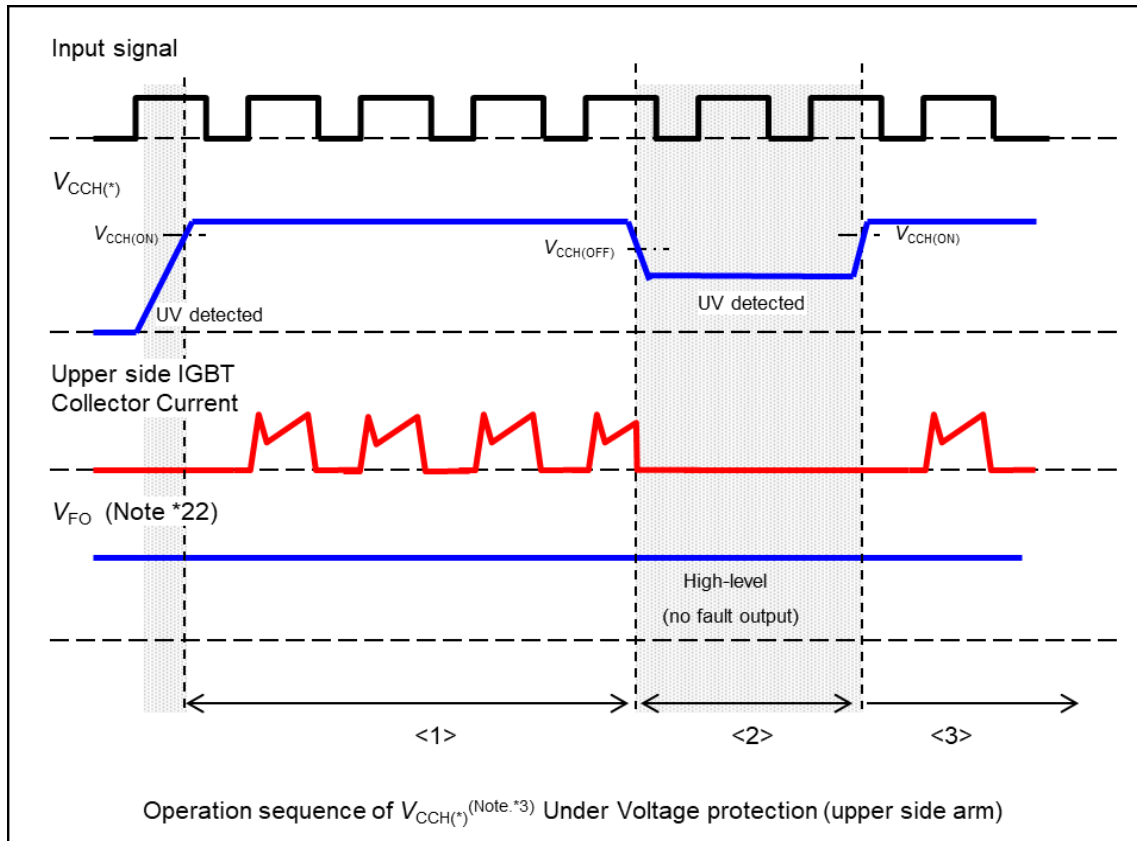 Input signal
VCCH(*)
VCCH(ON)
VCCH(OFF)
VCCH(ON)
UV detected
UV detected
Upper side IGBT
Collector Current
VFO (Note *22)
High-level
(no fault output)
<1>
<2>
<3>
Operation sequence of VCCH(*)(Note.*3) Under Voltage protection (upper side arm)